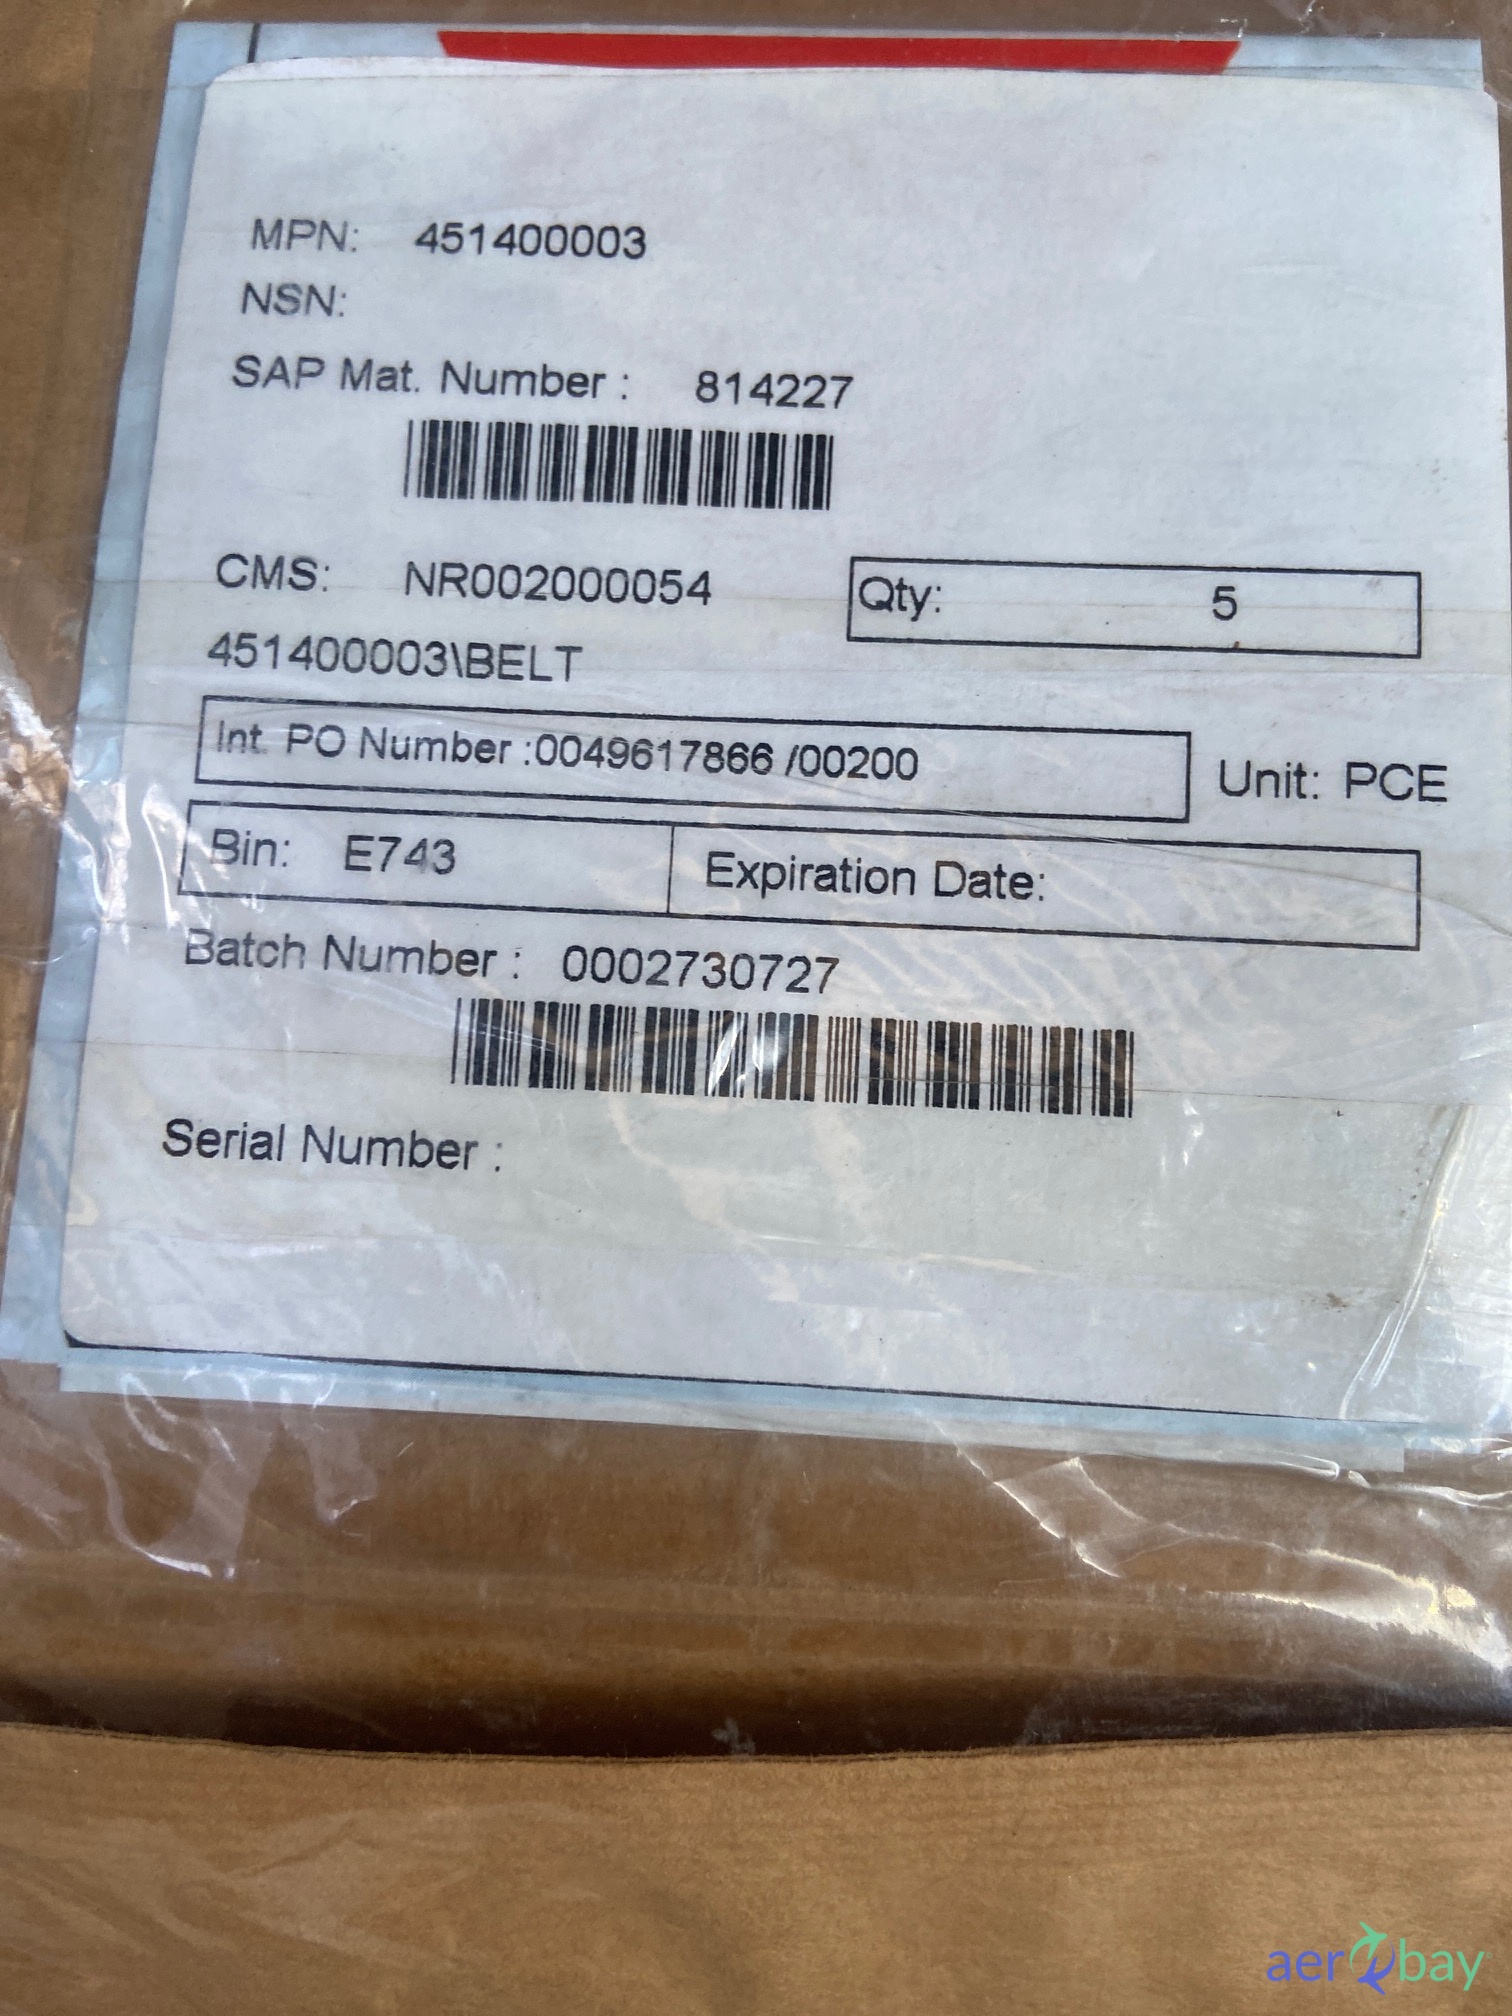 MPN: 451400003
NSN:
SAP Mat. Number : 814227
CMS: NR002000054
Qty: 5
451400003\BELT
Int. PO Number :0049617866 /00200
Unit: PCE
Bin: E743
Expiration Date:
Batch Number : 0002730727
Serial Number :
aerobay